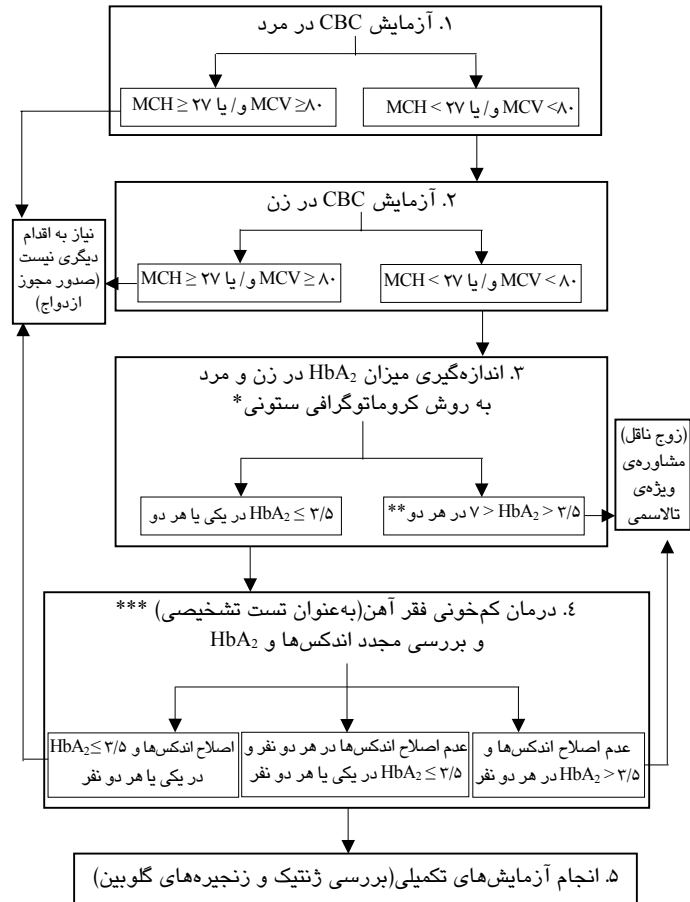 ۱. آزمایش CBC در مرد
MCV <۸۰ و/ یا ۲۷ > MCH
MCV ≥۸۰ و/ یا ۲۷ ≤ MCH
۲. آزمایش CBC در زن
MCV < ۸۰ و/ یا ۲۷ > MCH
MCV ≥ ۸۰ و/ یا ۲۷ ≤ MCH
نیاز به اقدام
دیگری نیست
(صدور مجوز
ازدواج)
۳. اندازه‌گیری میزان HbA₂ در زن و مرد
به روش کروماتوگرافی ستونی*
۷ > HbA₂ > ۳/۵ در هر دو**
HbA₂ ≤ ۳/۵ در یکی یا هر دو
(زوج ناقل)
مشاوره‌ی
ویژه‌ی
تالاسمی
٤. درمان کم‌خونی فقر آهن(به‌عنوان تست تشخیصی) ***
و بررسی مجدد اندکس‌ها و HbA₂
عدم اصلاح اندکس‌ها و
HbA₂ > ۳/۵ در هر دو نفر
عدم اصلاح اندکس‌ها در هر دو نفر و
HbA₂ ≤ ۳/۵ در یکی یا هر دو نفر
اصلاح اندکس‌ها و HbA₂ ≤ ۳/۵
در یکی یا هر دو نفر
۵. انجام آزمایش‌های تکمیلی(بررسی ژنتیک و زنجیره‌های گلوبین)